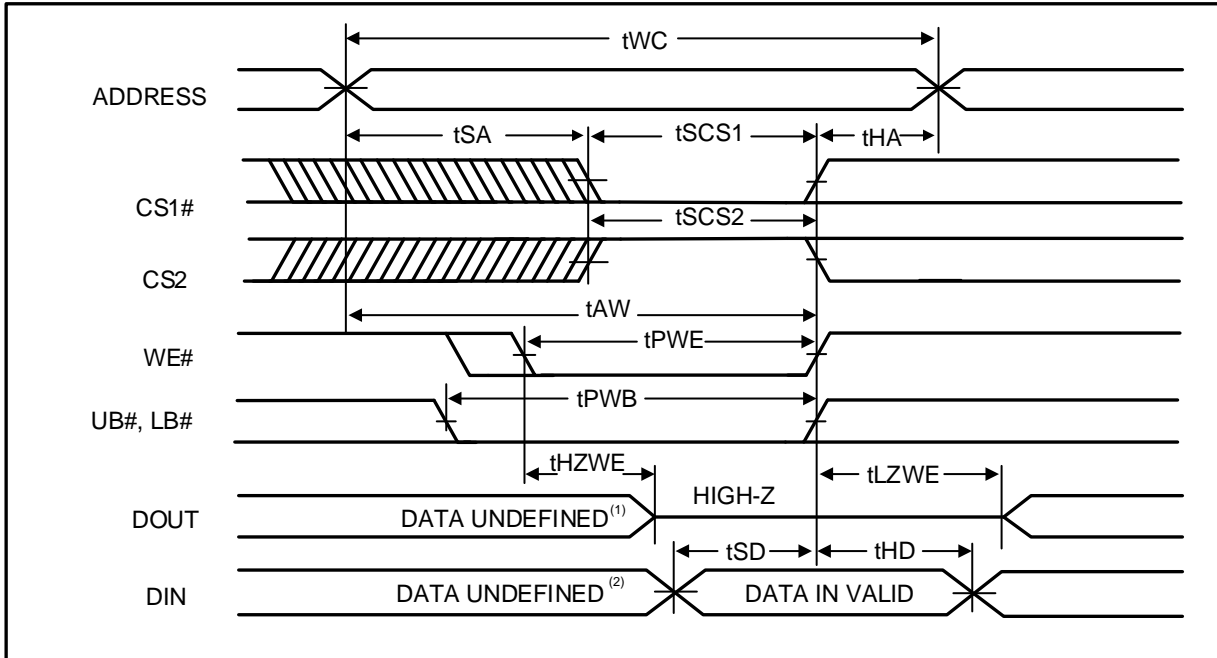 tWC
ADDRESS
tSA
tSCS1
tHA
CS1#
tSCS2
CS2
tAW
WE#
tPWE
tPWB
UB#, LB#
tHZWE
tLZWE
HIGH-Z
DOUT
DATA UNDEFINED(1)
tSD
tHD
DIN
DATA UNDEFINED (2)
DATA IN VALID